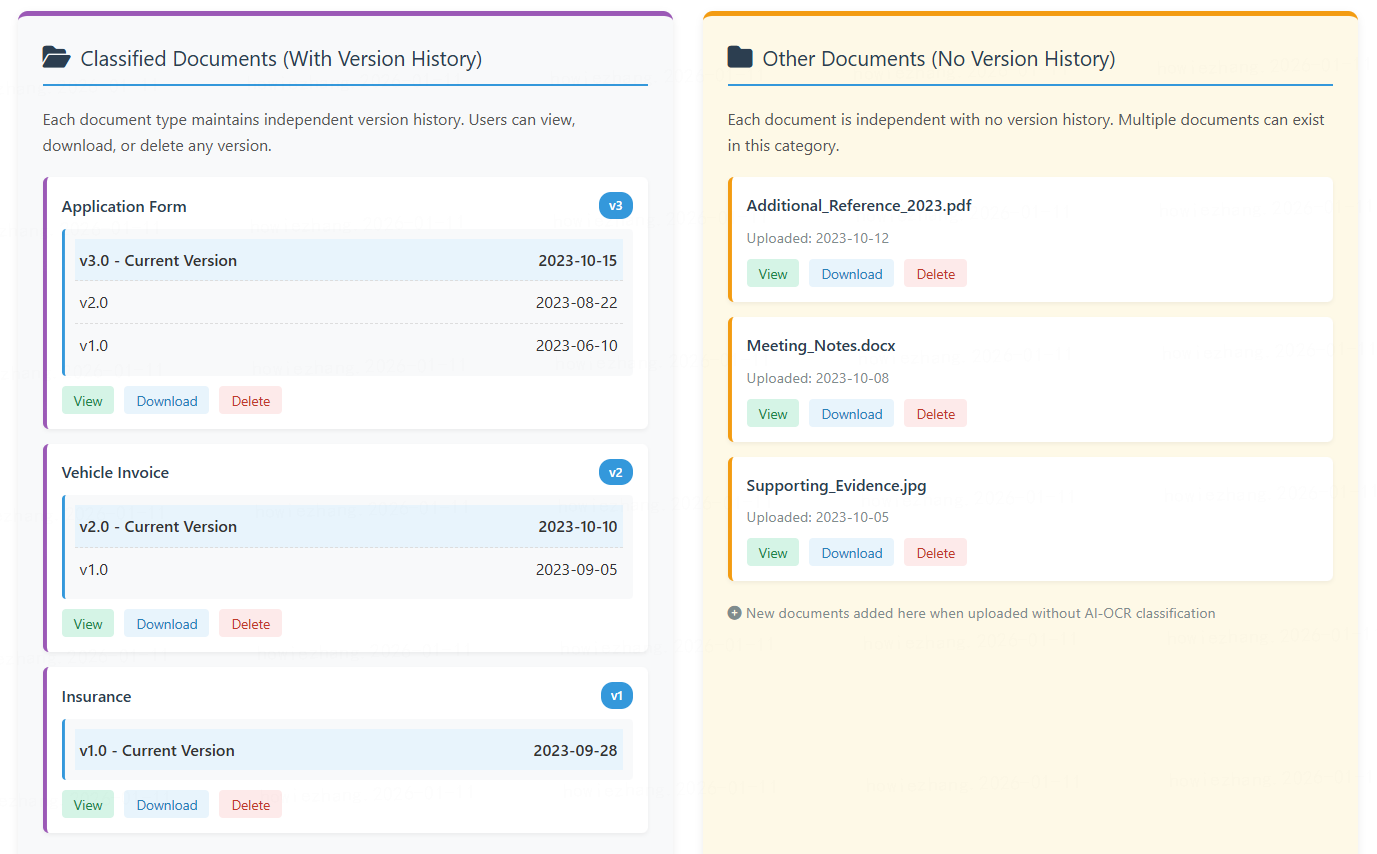 Classified Documents (With Version History)
Each document type maintains independent version history. Users can view,
download, or delete any version.
Application Form
v3
v3.0 - Current Version 2023-10-15
v2.0 2023-08-22
v1.0 2023-06-10
View Download Delete
Vehicle Invoice
v2
v2.0 - Current Version 2023-10-10
v1.0 2023-09-05
View Download Delete
Insurance
v1
v1.0 - Current Version 2023-09-28
View Download Delete
Other Documents (No Version History)
Each document is independent with no version history. Multiple documents can exist
in this category.
Additional_Reference_2023.pdf
Uploaded: 2023-10-12
View Download Delete
Meeting_Notes.docx
Uploaded: 2023-10-08
View Download Delete
Supporting_Evidence.jpg
Uploaded: 2023-10-05
View Download Delete
New documents added here when uploaded without AI-OCR classification